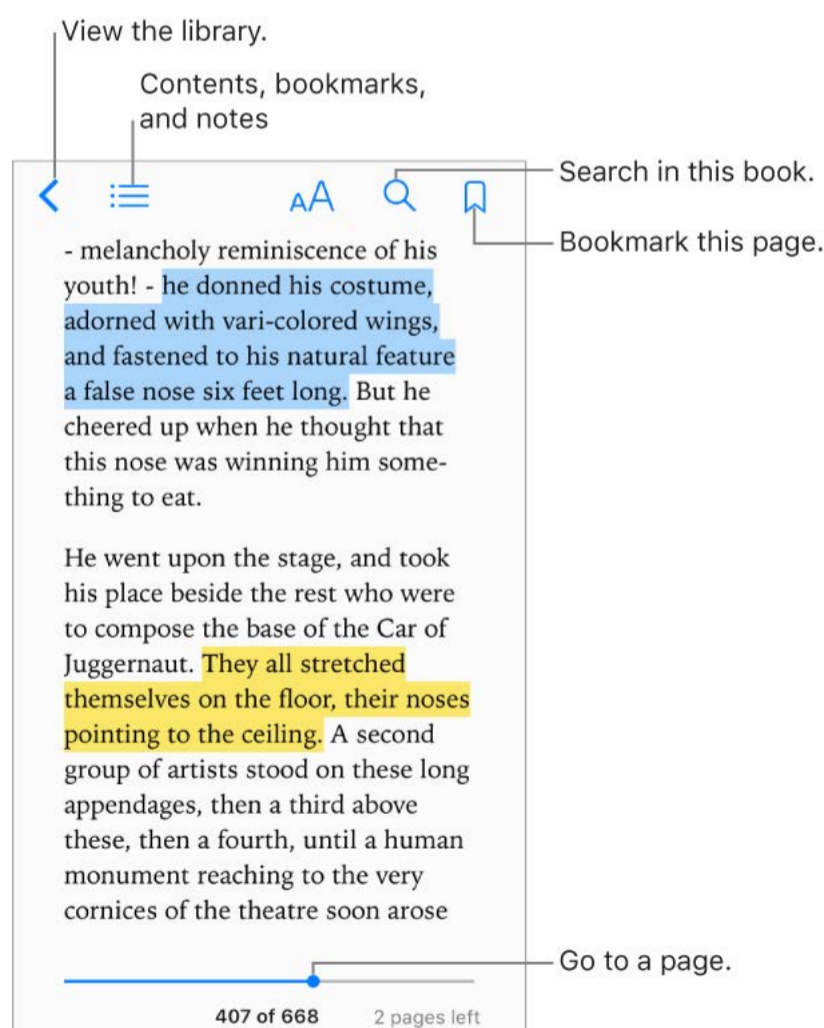 View the library.
Contents, bookmarks,
and notes
Search in this book.
AA
Bookmark this page.
- melancholy reminiscence of his
youth! - he donned his costume,
adorned with vari-colored wings,
and fastened to his natural feature
a false nose six feet long. But he
cheered up when he thought that
this nose was winning him some-
thing to eat.
He went upon the stage, and took
his place beside the rest who were
to compose the base of the Car of
Juggernaut. They all stretched
themselves on the floor, their noses
pointing to the ceiling. A second
group of artists stood on these long
appendages, then a third above
these, then a fourth, until a human
monument reaching to the very
cornices of the theatre soon arose
Go to a page.
407 of 668 2 pages left